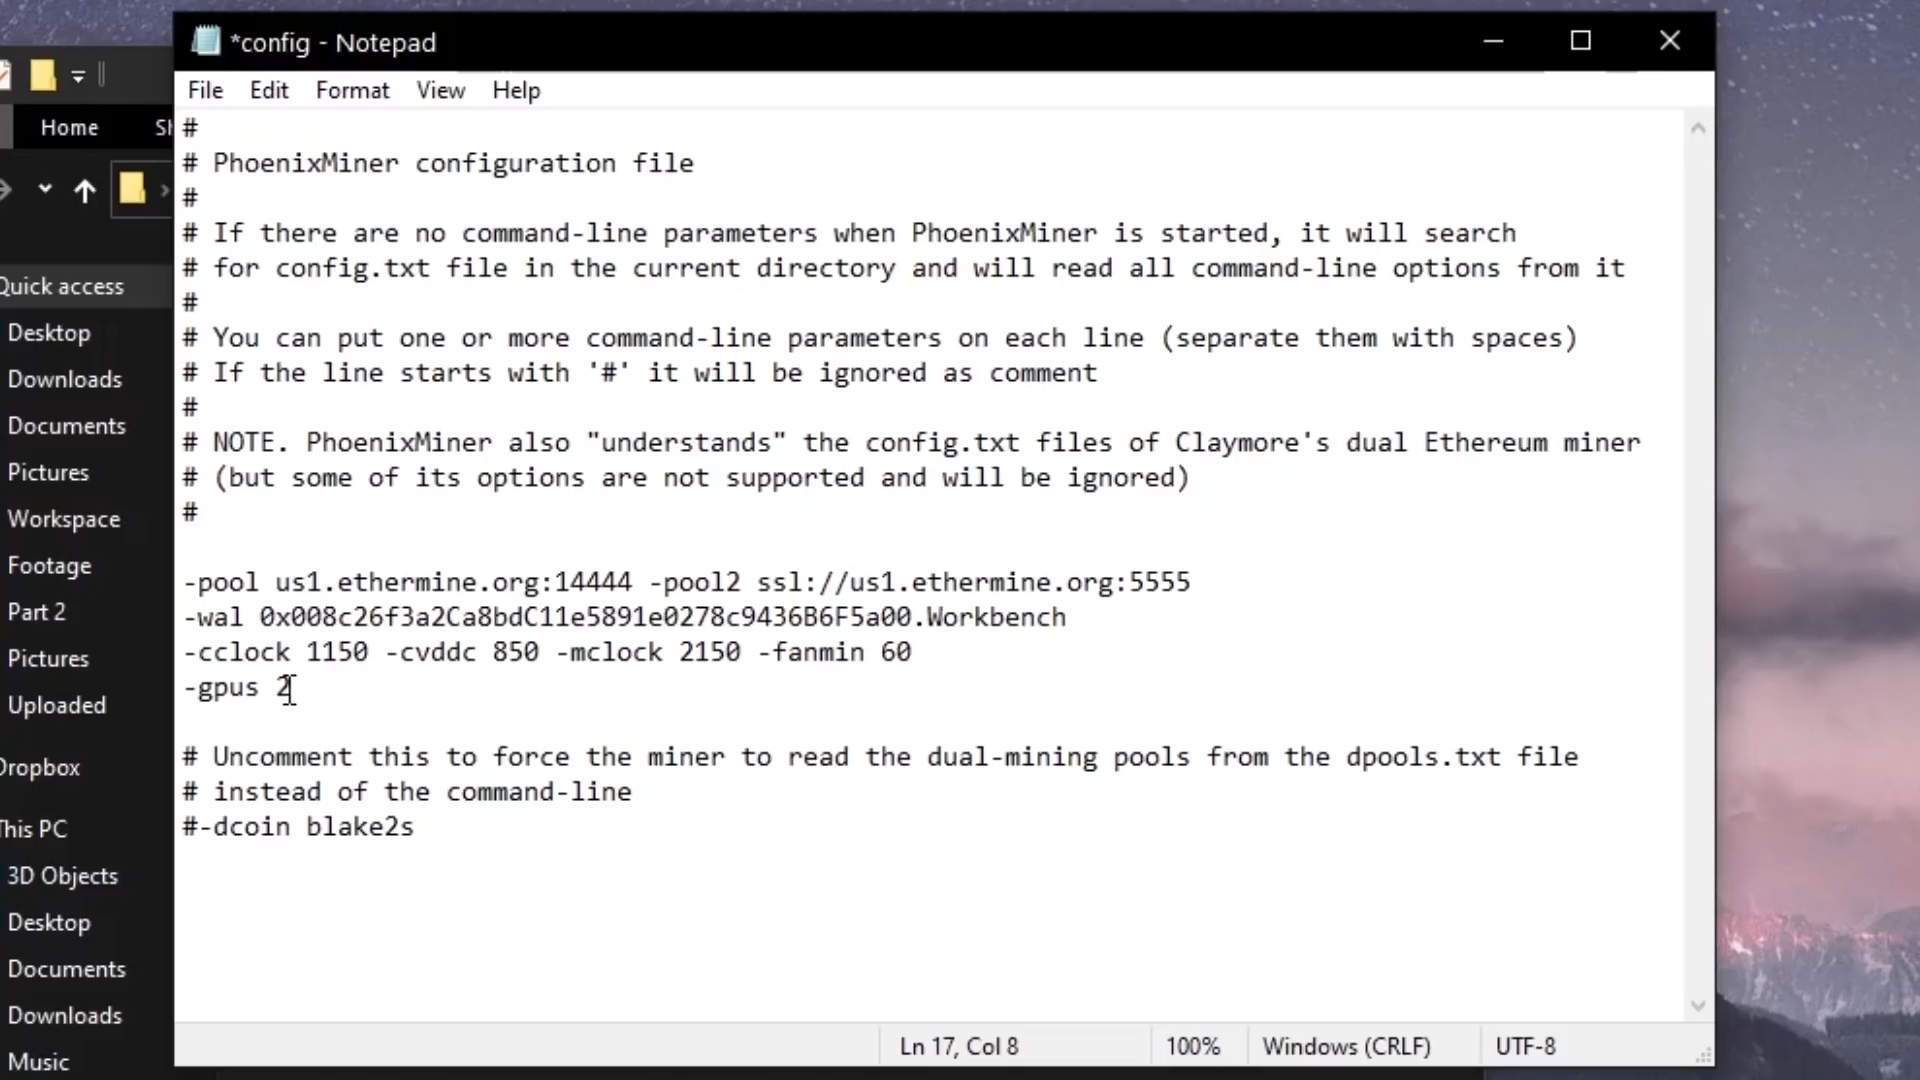 *config - Notepad
File Edit Format View Help
Home
#
# PhoenixMiner configuration file
#
# If there are no command-line parameters when PhoenixMiner is started, it will search
# for config.txt file in the current directory and will read all command-line options from it
#
# You can put one or more command-line parameters on each line (separate them with spaces)
# If the line starts with '#' it will be ignored as comment
#
# NOTE. PhoenixMiner also "understands" the config.txt files of Claymore's dual Ethereum miner
# (but some of its options are not supported and will be ignored)
#
-pool us1.ethermine.org:14444 -pool2 ssl://us1.ethermine.org:5555
-wal 0x008c26f3a2Ca8bdC11e5891e0278c9436B6F5a00.Workbench
-cclock 1150 -cvddc 850 -mclock 2150 -fanmin 60
-gpus 2
# Uncomment this to force the miner to read the dual-mining pools from the dpools.txt file
# instead of the command-line
#-dcoin blake2s
Quick access
Desktop
Downloads
Documents
Pictures
Workspace
Footage
Part 2
Pictures
Uploaded
Dropbox
This PC
3D Objects
Desktop
Documents
Downloads
Music
Ln 17, Col 8
100%
Windows (CRLF)
UTF-8